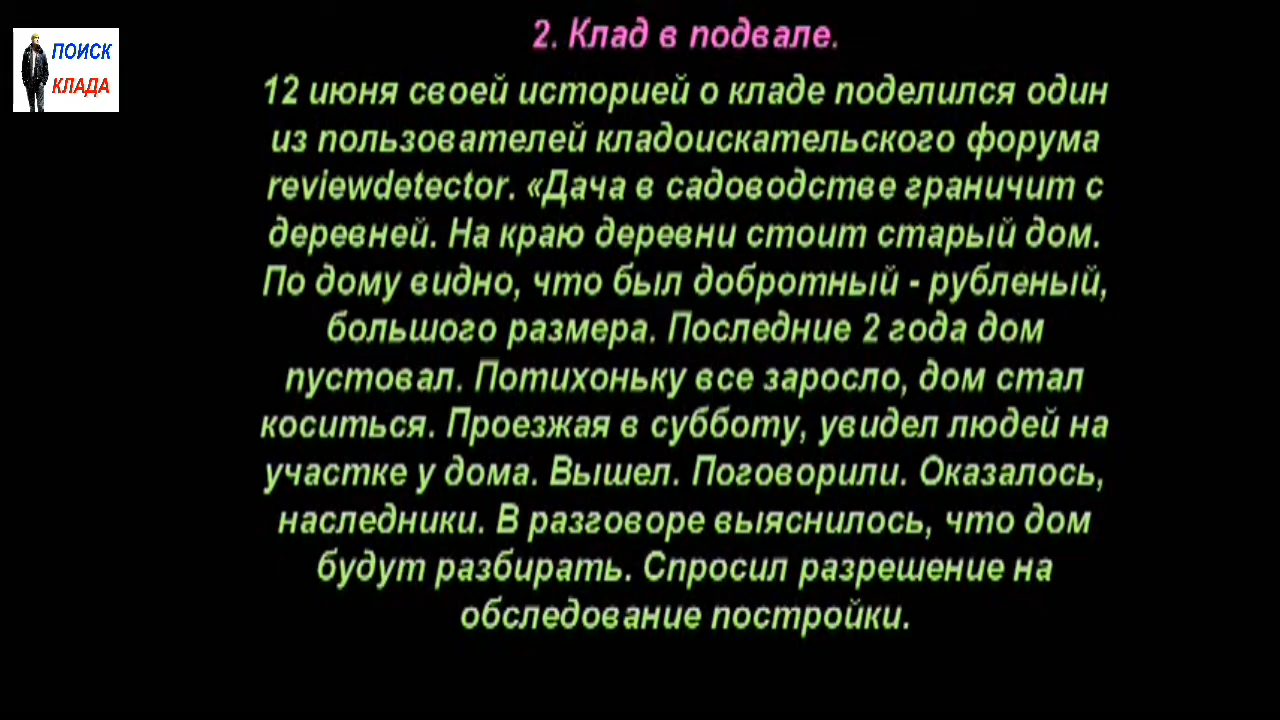 ПОИСК
КЛАДА
2. Клад в подвале.
12 июня своей историей о кладе поделился один
из пользователей кладоискательского форума
reviewdetector. «Дача в садоводстве граничит с
деревней. На краю деревни стоит старый дом.
По дому видно, что был добротный - рубленый,
большого размера. Последние 2 года дом
пустовал. Потихоньку все заросло, дом стал
коситься. Проезжая в субботу, увидел людей на
участке у дома. Вышел. Поговорили. Оказалось,
наследники. В разговоре выяснилось, что дом
будут разбирать. Спросил разрешение на
обследование постройки.